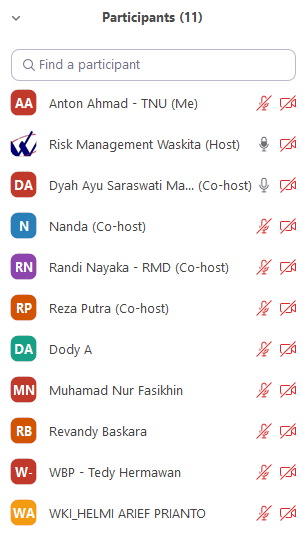 Participants (11)
Find a participant
AA Anton Ahmad - TNU (Me)
Risk Management Waskita (Host)
DA Dyah Ayu Saraswati Ma... (Co-host)
N Nanda (Co-host)
RN Randi Nayaka - RMD (Co-host)
RP Reza Putra (Co-host)
DA Dody A
MN Muhamad Nur Fasikhin
RB Revandy Baskara
W- WBP - Tedy Hermawan
WA WKI_HELMI ARIEF PRIANTO